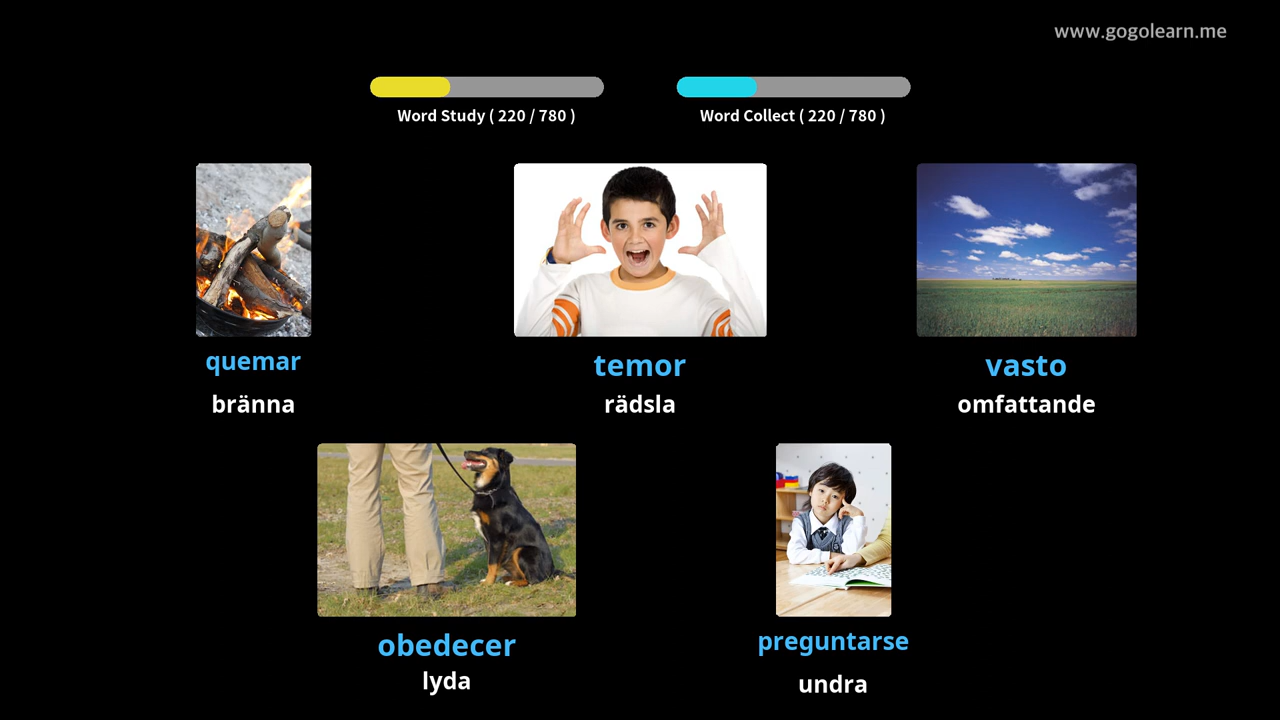 www.gogolearn.me
Word Study ( 220 / 780 )
Word Collect ( 220 / 780 )
quemar
bränna
temor
rädsla
vasto
omfattande
obedecer
lyda
preguntarse
undra